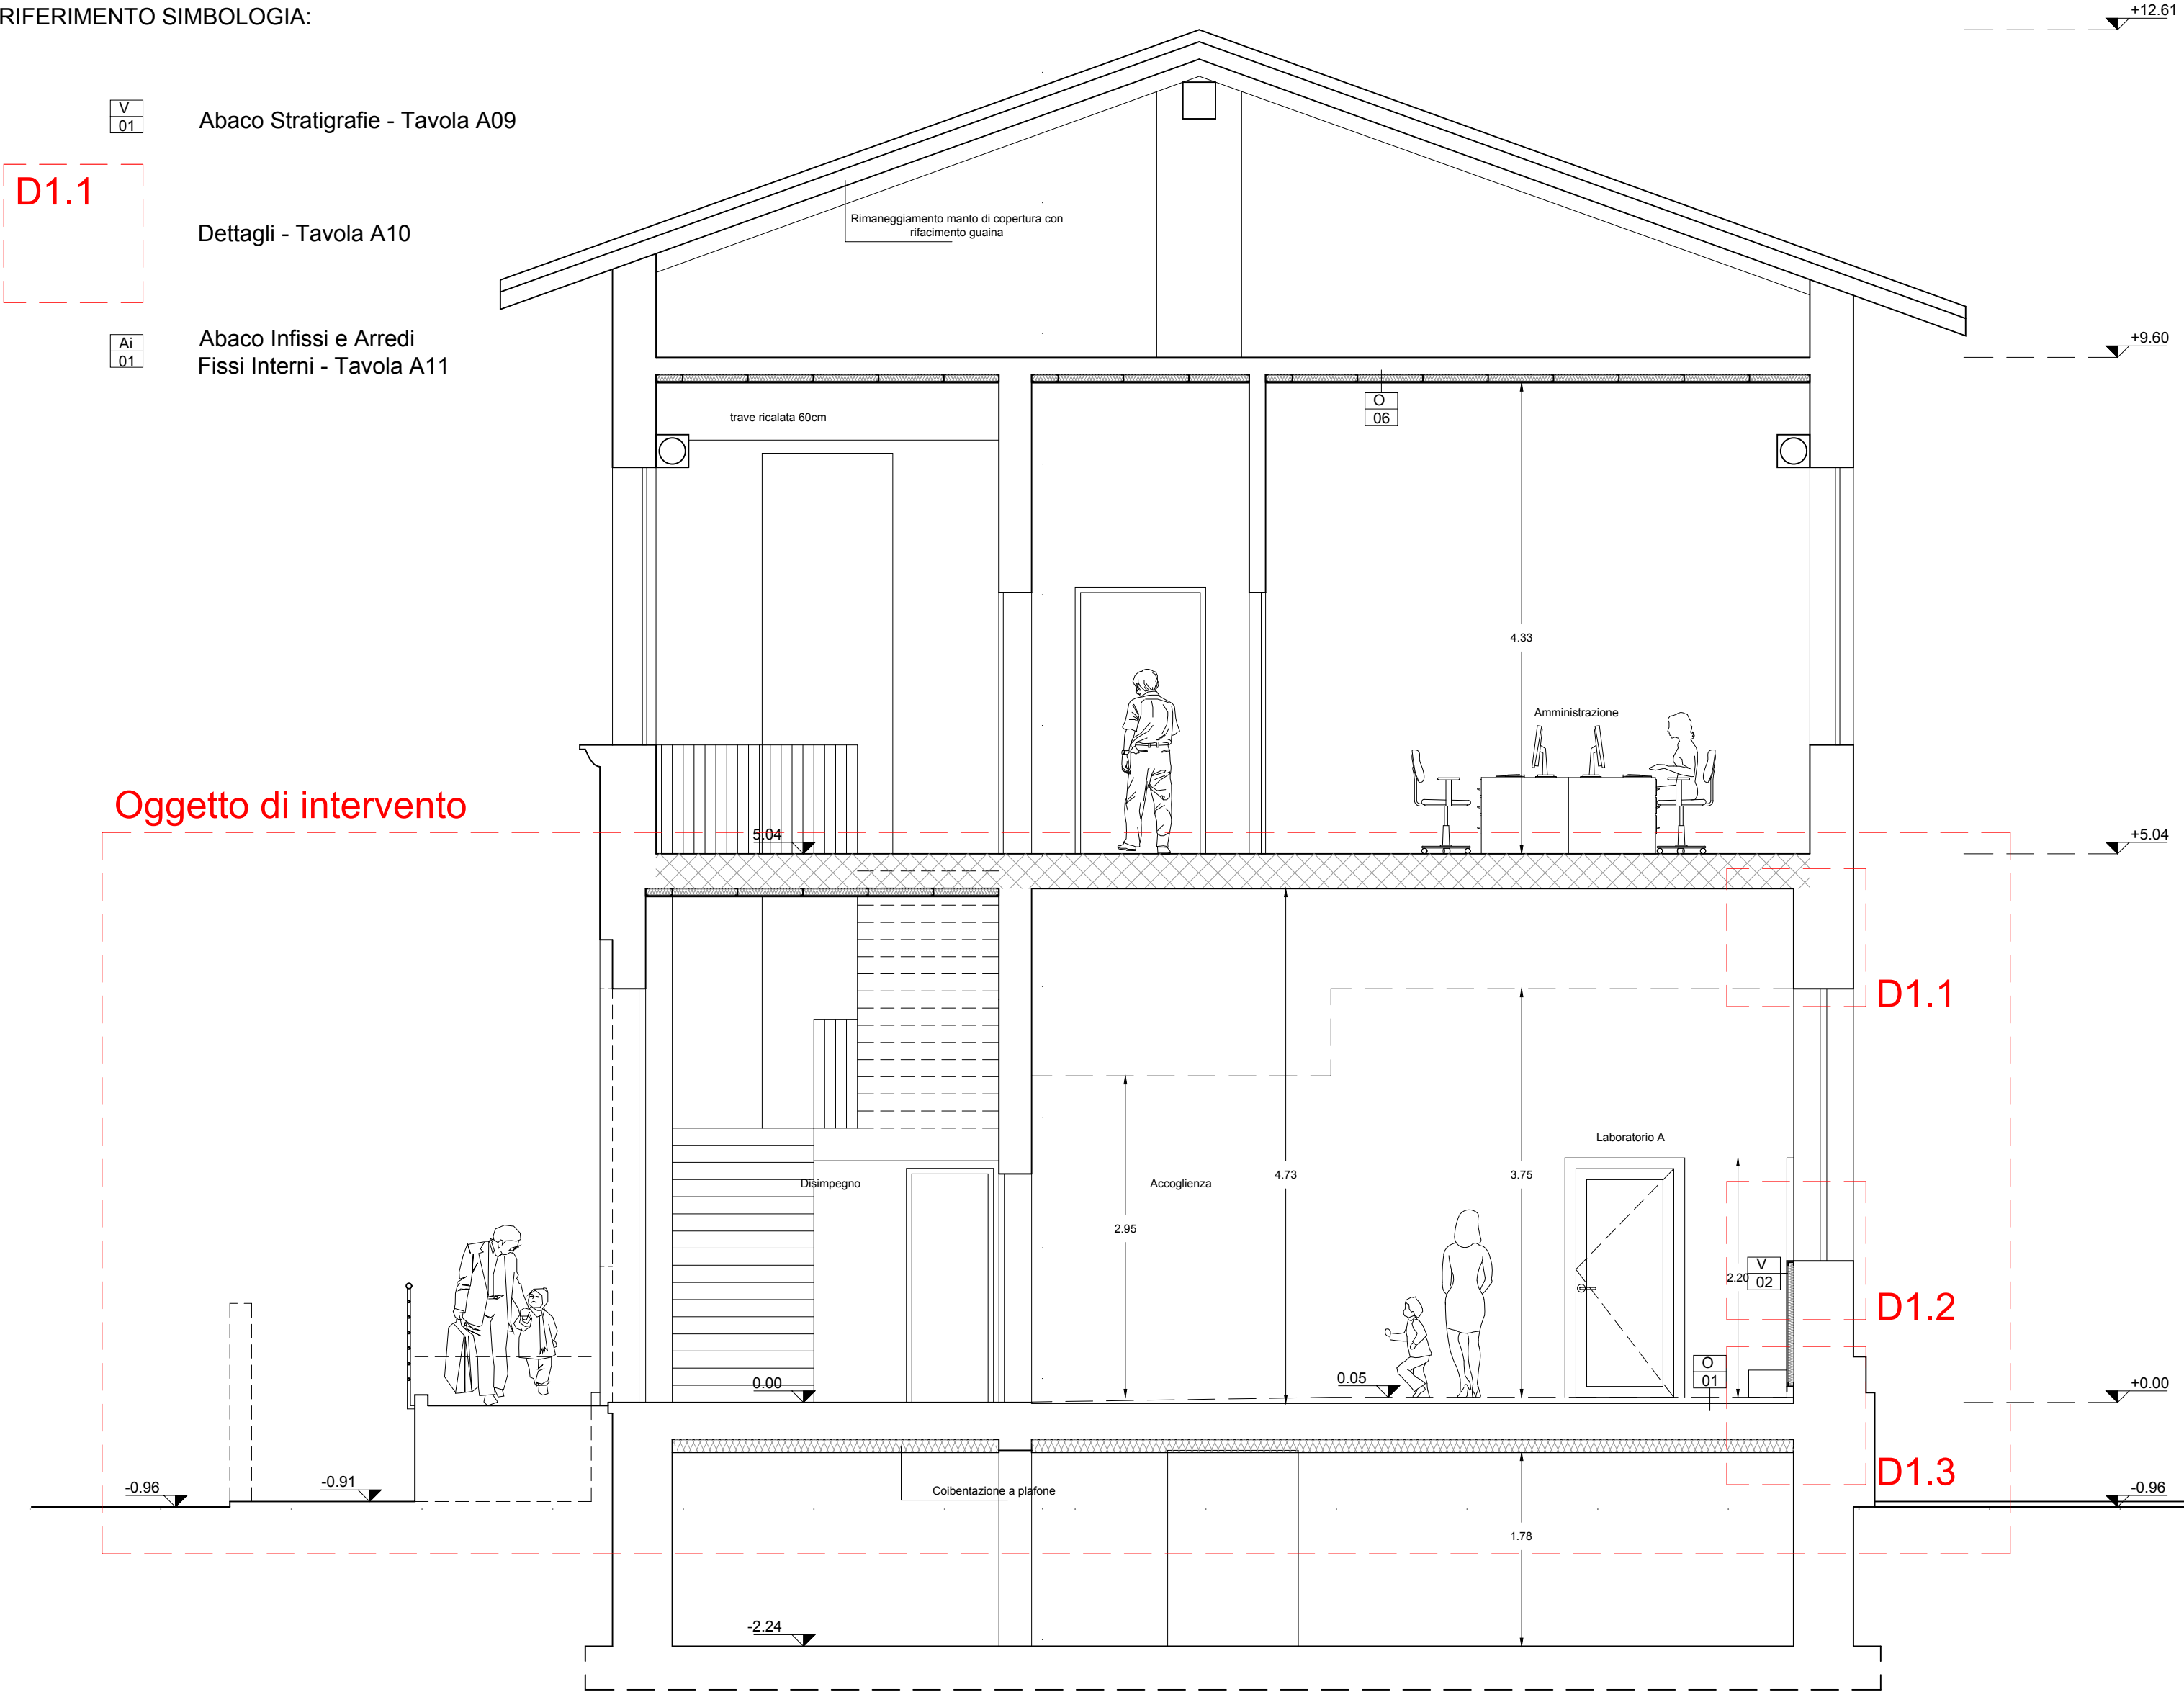 RIFERIMENTO SIMBOLOGIA:
+12.61
V
01
Abaco Stratigrafie - Tavola A09
D1.1
Dettagli - Tavola A10
Rimaneggiamento manto di copertura con
rifacimento guaina
Ai
01
Abaco Infissi e Arredi
Fissi Interni - Tavola A11
+9.60
trave ricalata 60cm
O
06
4.33
Amministrazione
Oggetto di intervento
5.04
+5.04
D1.1
Laboratorio A
Disimpegno
Accoglienza
4.73
3.75
2.95
2.20
V
02
D1.2
O
01
0.00
0.05
+0.00
D1.3
-0.96
-0.91
Coibentazione a plafone
-0.96
1.78
-2.24